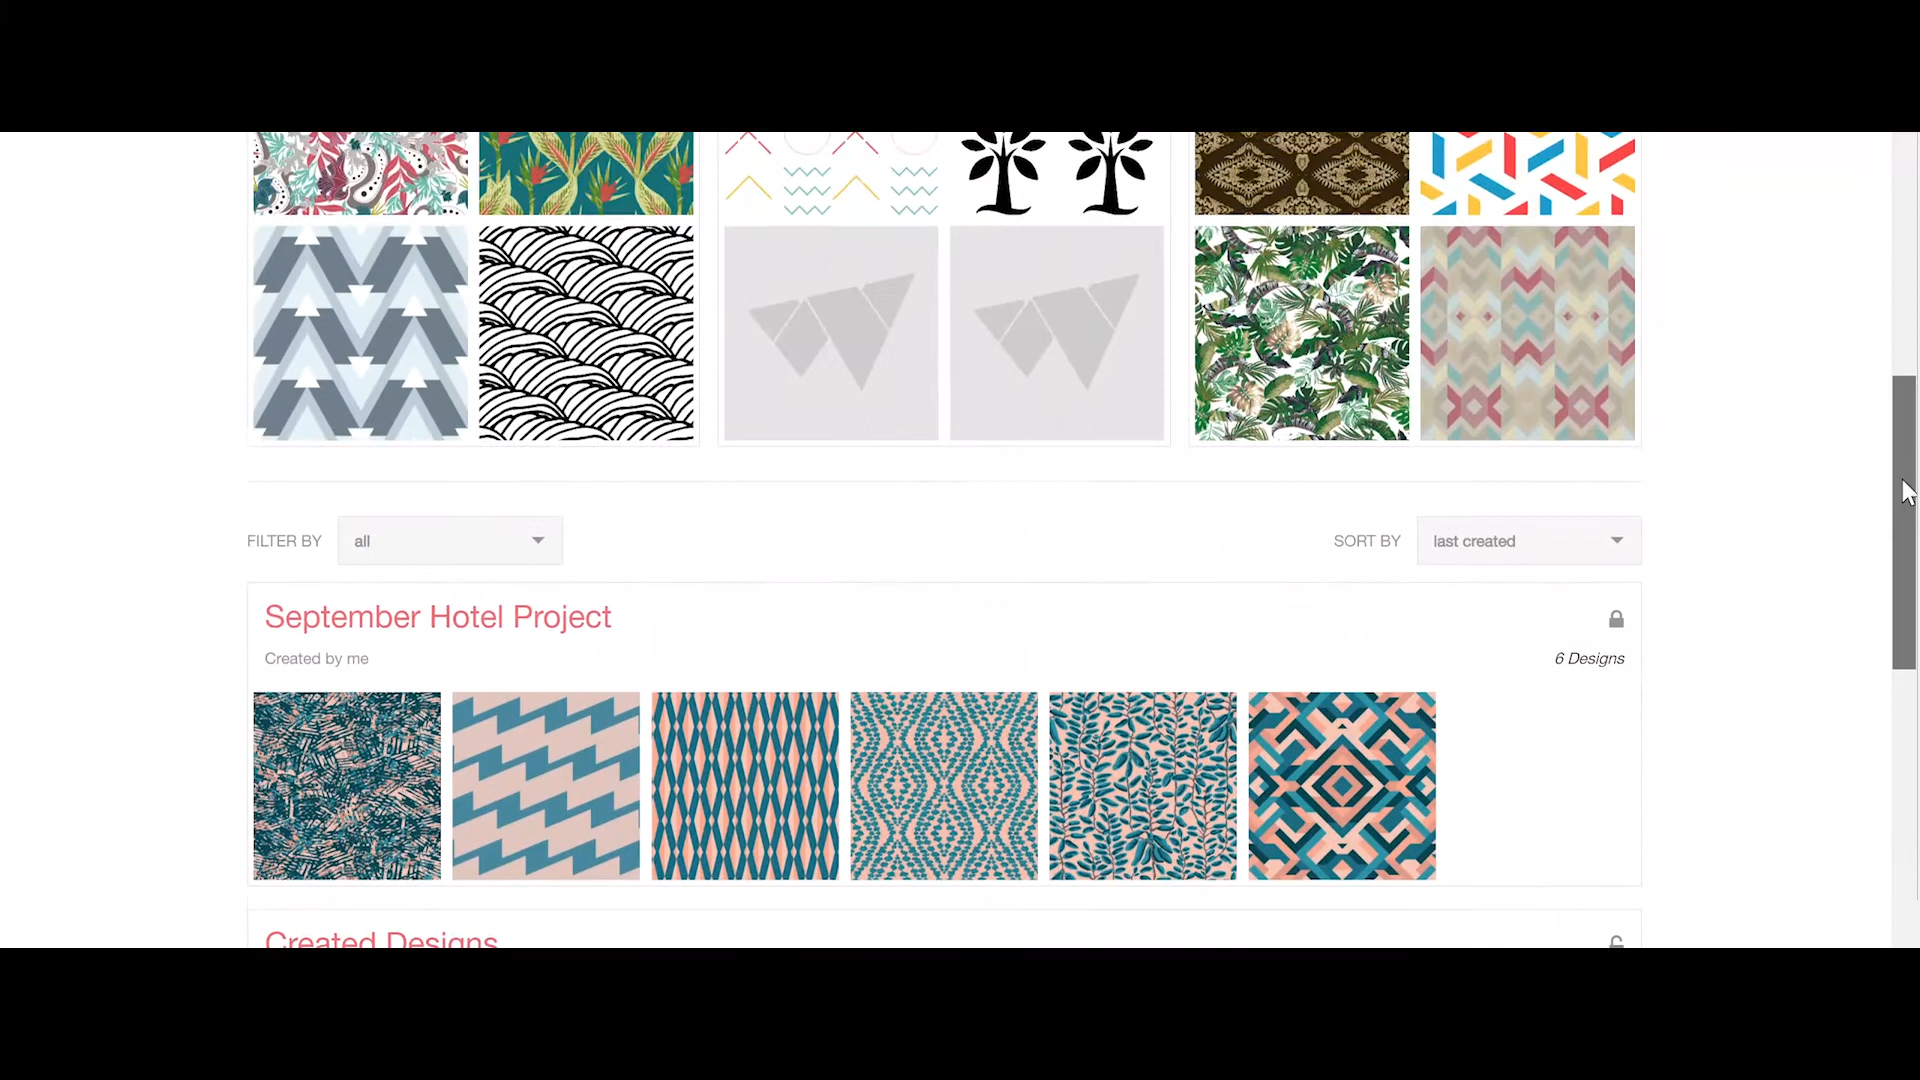 FILTER BY
all
SORT BY
last created
September Hotel Project
Created by me
6 Designs
Created Designs